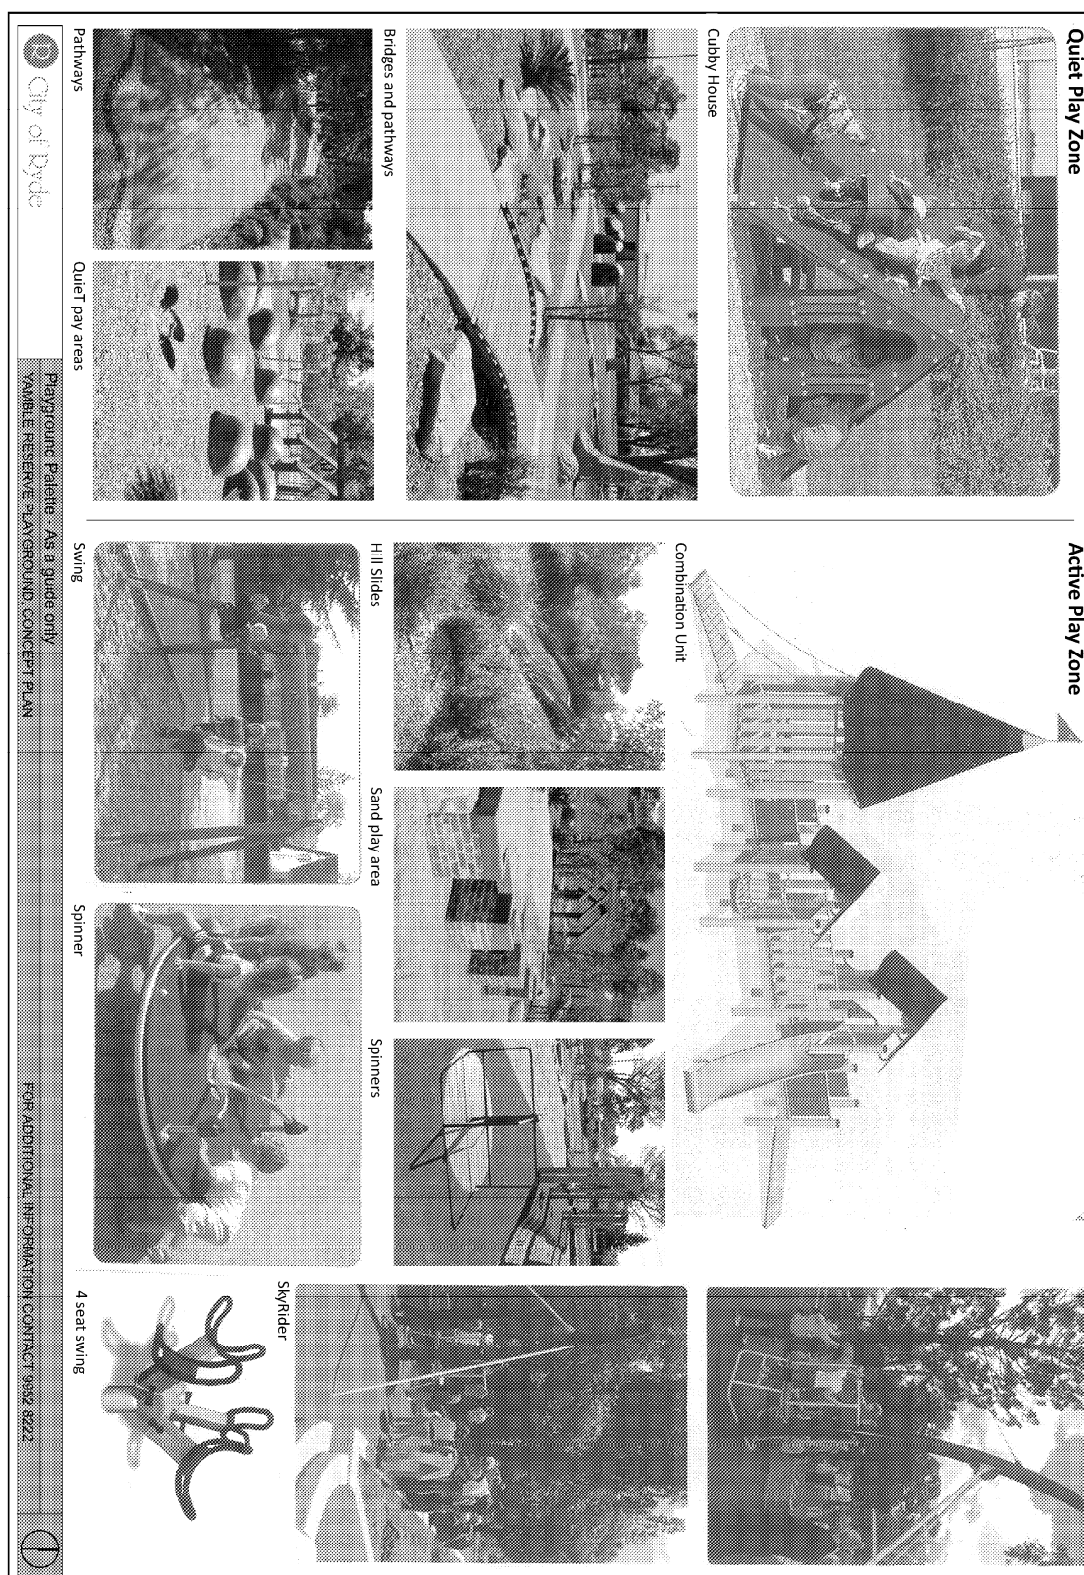 Quiet Play Zone
Cubby House
Bridges and pathways
Pathways
QuieT pay areas
Active Play Zone
Combination Unit
Hill Slides
Sand play area
Spinners
Swing
Spinner
SkyRider
4 seat swing
City of Ryde
Playground Palette - As a guide only
YAMBLE RESERVE PLAYGROUND, CONCEPT PLAN
FOR ADDITIONAL INFORMATION CONTACT 9952 8222